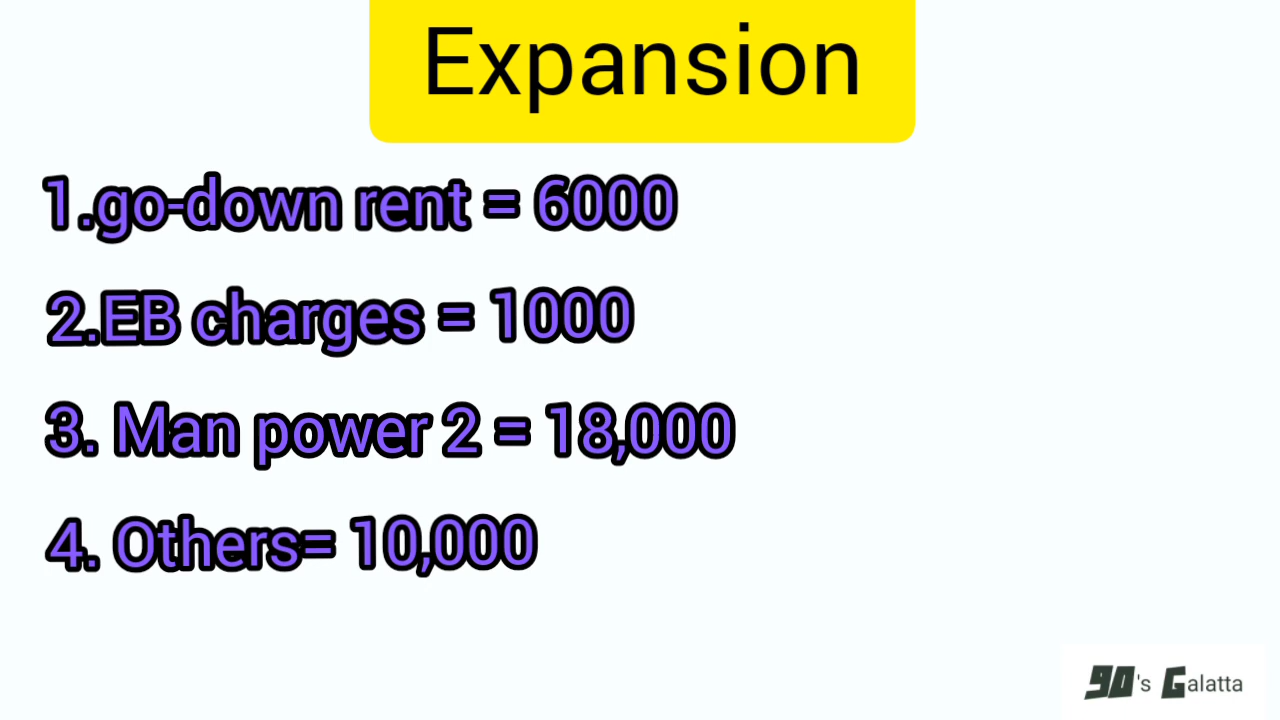 Expansion
1.go-down rent = 6000
2.EB charges = 1000
3. Man power 2 = 18,000
4. Others= 10,000
90's Galatta